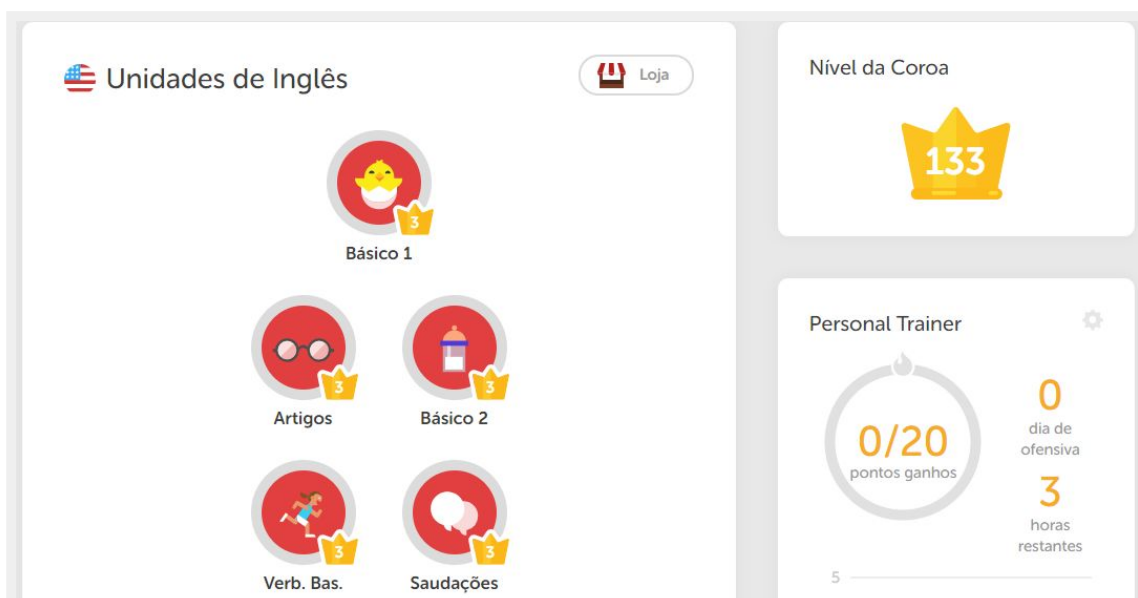 Unidades de Inglês
Loja
3
Básico 1
3
3
Artigos
Básico 2
3
3
Verb. Bas.
Saudações
Nível da Coroa
133
Personal Trainer
0/20
pontos ganhos
0
dia de
ofensiva
3
horas
restantes
5